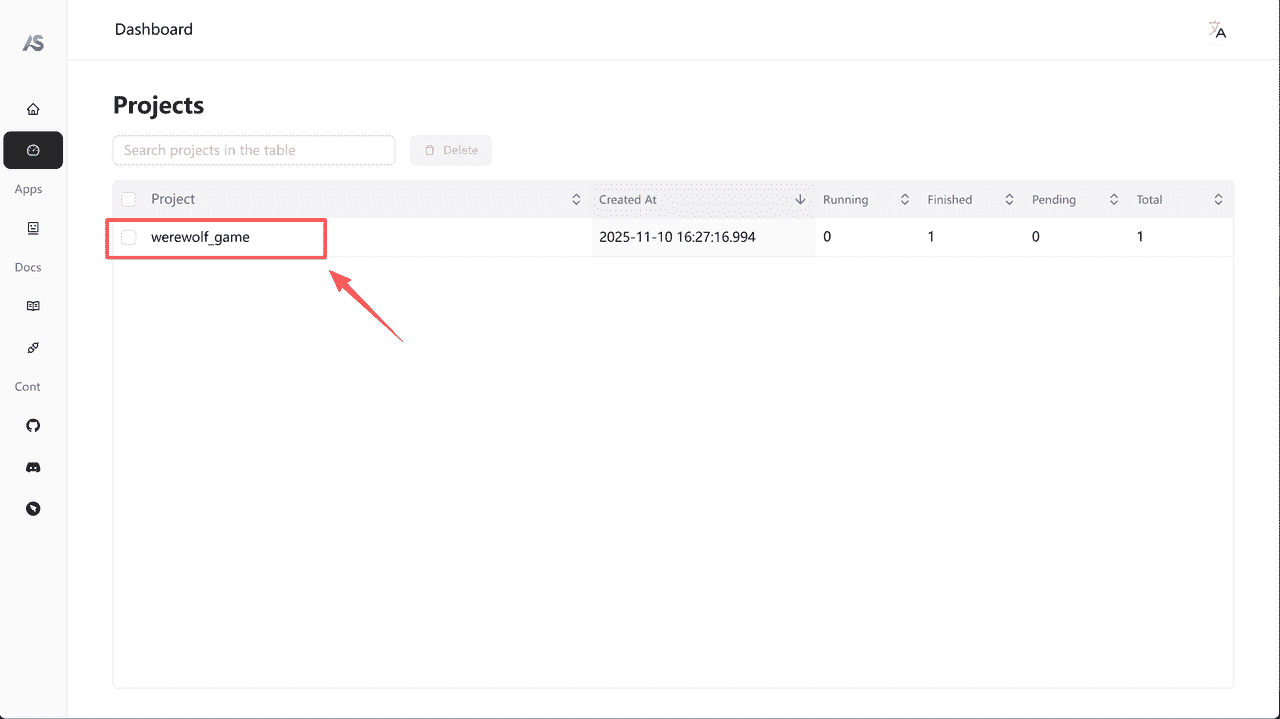 Dashboard
AS
Projects
Search projects in the table
Delete
Project Created At Running Finished Pending Total
werewolf_game 2025-11-10 16:27:16.994 0 1 0 1
Apps
Docs
Cont